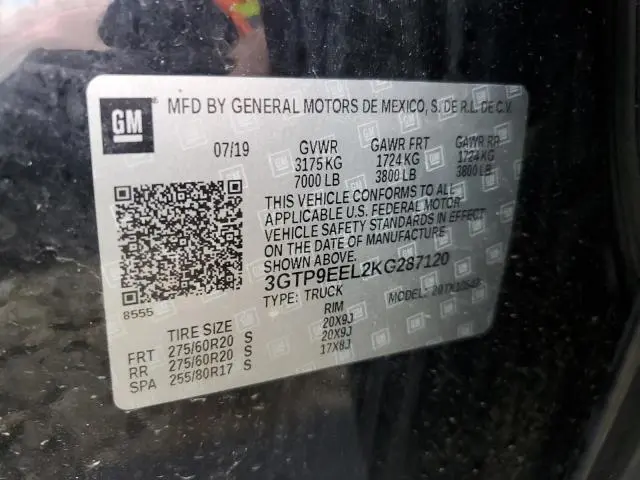 GM
MFD BY GENERAL MOTORS DE MEXICO, S. DE R.L. DE C.V.
07/19 GVWR GAWR FRT GAWR RR
3175 KG 1724 KG 1724 KG
7000 LB 3800 LB 3800 LB
THIS VEHICLE CONFORMS TO ALL
APPLICABLE U.S. FEDERAL MOTOR
VEHICLE SAFETY STANDARDS IN EFFECT
ON THE DATE OF MANUFACTURE
SHOWN ABOVE.
3GTP9EEL2KG287120
TYPE: TRUCK MODEL:
8555
TIRE SIZE RIM
FRT 275/60R20 S 20X9J
RR 275/60R20 S 20X9J
SPA 255/80R17 S 17X8J